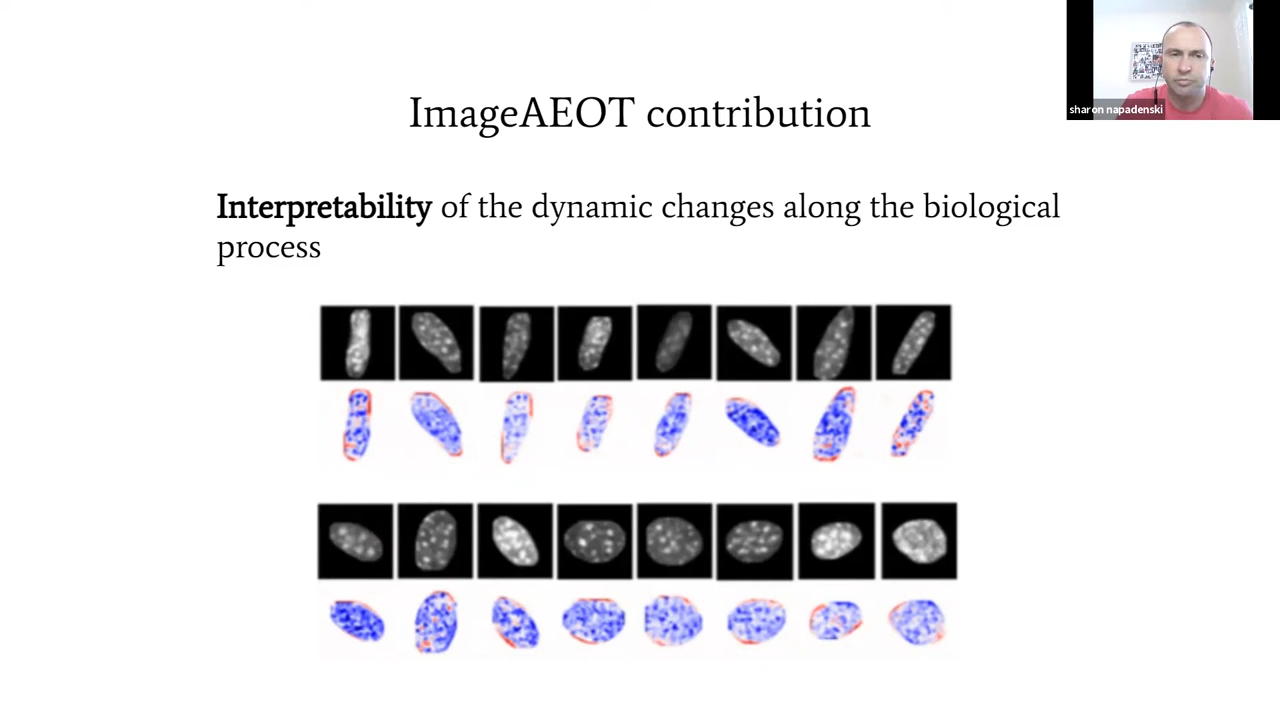 sharon napadenski
ImageAEOT contribution
Interpretability of the dynamic changes along the biological
process